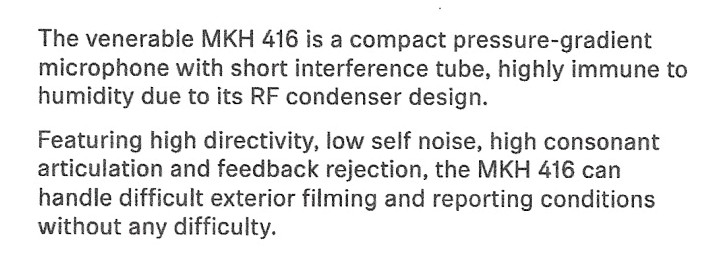 The venerable MKH 416 is a compact pressure-gradient
microphone with short interference tube, highly immune to
humidity due to its RF condenser design.
Featuring high directivity, low self noise, high consonant
articulation and feedback rejection, the MKH 416 can
handle difficult exterior filming and reporting conditions
without any difficulty.